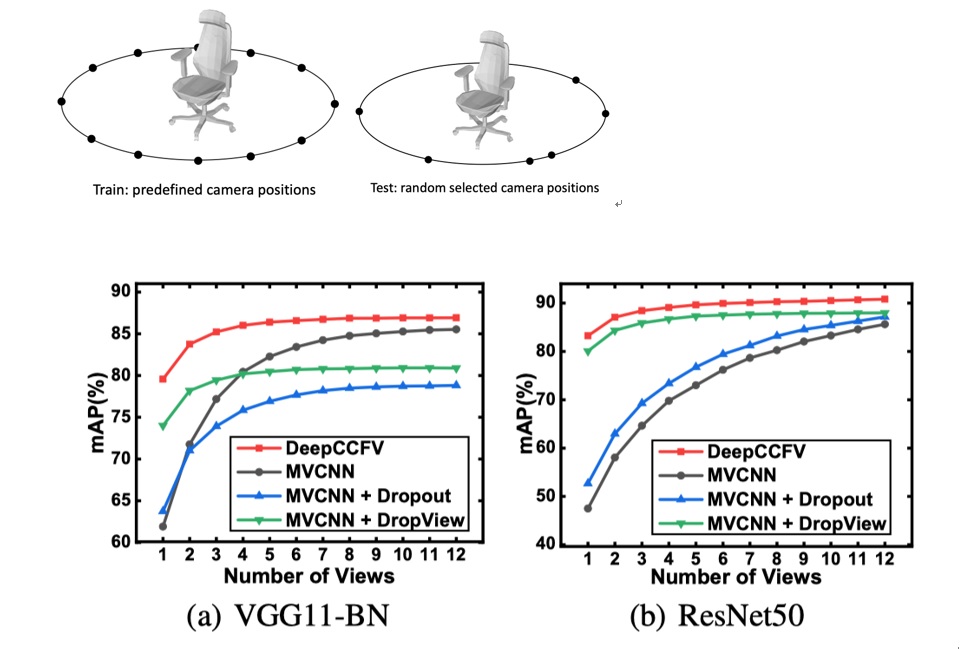 Train: predefined camera positions
Test: random selected camera positions
mAP(%)
90
85
80
75
70
65
60
DeepCCFV
MVCNN
MVCNN + Dropout
MVCNN + DropView
1 2 3 4 5 6 7 8 9 10 11 12
Number of Views
(a) VGG11-BN
mAP(%)
90
80
70
60
50
40
DeepCCFV
MVCNN
MVCNN + Dropout
MVCNN + DropView
1 2 3 4 5 6 7 8 9 10 11 12
Number of Views
(b) ResNet50